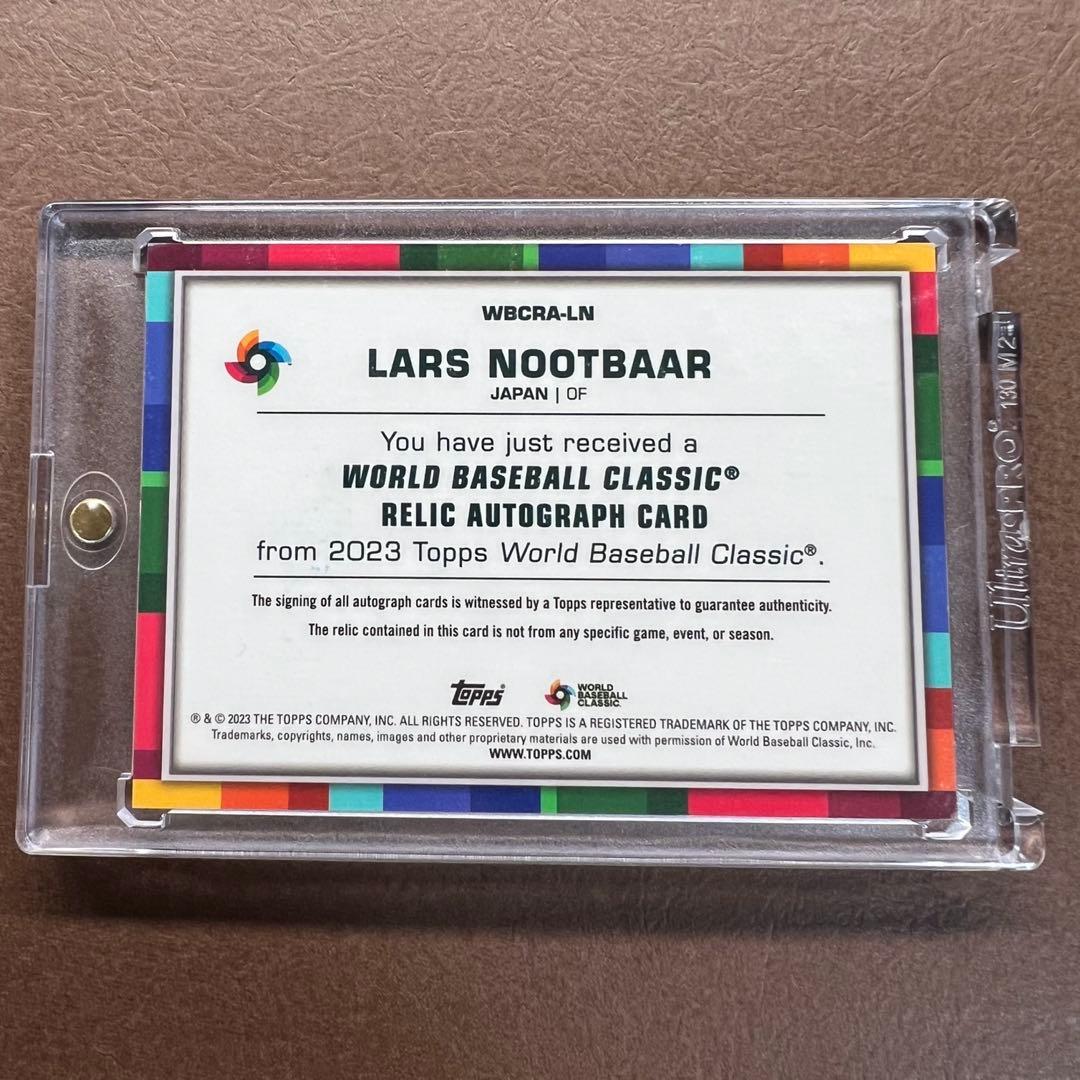 WBCRA-LN
LARS NOOTBAAR
JAPAN | OF
You have just received a
WORLD BASEBALL CLASSIC®
RELIC AUTOGRAPH CARD
from 2023 Topps World Baseball Classic®.
The signing of all autograph cards is witnessed by a Topps representative to guarantee authenticity.
The relic contained in this card is not from any specific game, event, or season.
topps®
WORLD
BASEBALL
CLASSIC
® & © 2023 THE TOPPS COMPANY, INC. ALL RIGHTS RESERVED. TOPPS IS A REGISTERED TRADEMARK OF THE TOPPS COMPANY, INC.
Trademarks, copyrights, names, images and other proprietary materials are used with permission of World Baseball Classic, Inc.
WWW.TOPPS.COM
Ultra PRO® 130 M2